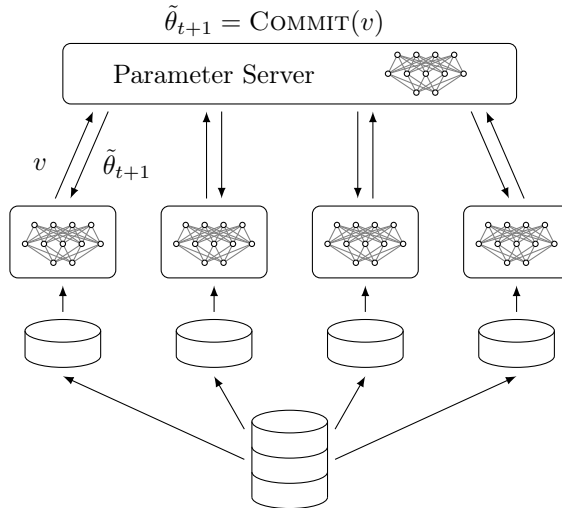 θ̃ₜ₊₁ = COMMIT(v)
Parameter Server
v
θ̃ₜ₊₁